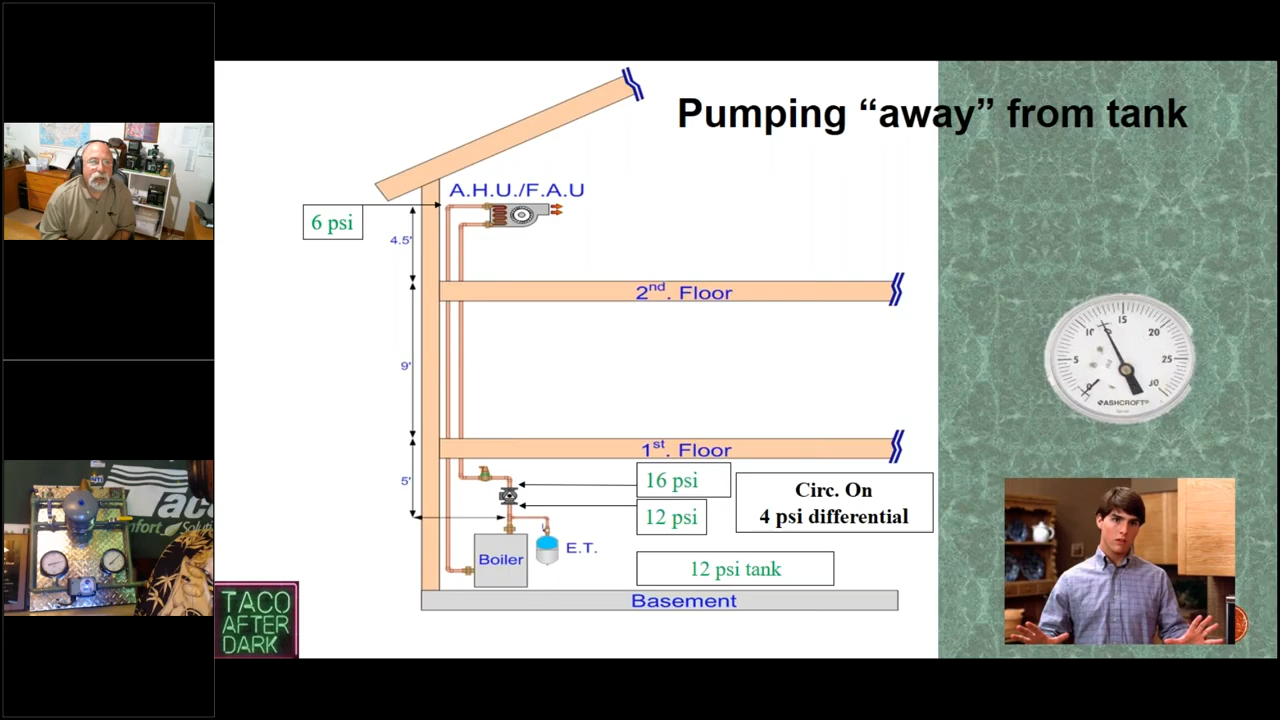 Pumping “away” from tank
A.H.U./F.A.U
6 psi
4.5'
2nd. Floor
9'
1st. Floor
5'
16 psi
12 psi
Circ. On
4 psi differential
Boiler
E.T.
12 psi tank
Basement
0
5
10
15
20
25
30
ASHCROFT
TACO
AFTER
DARK